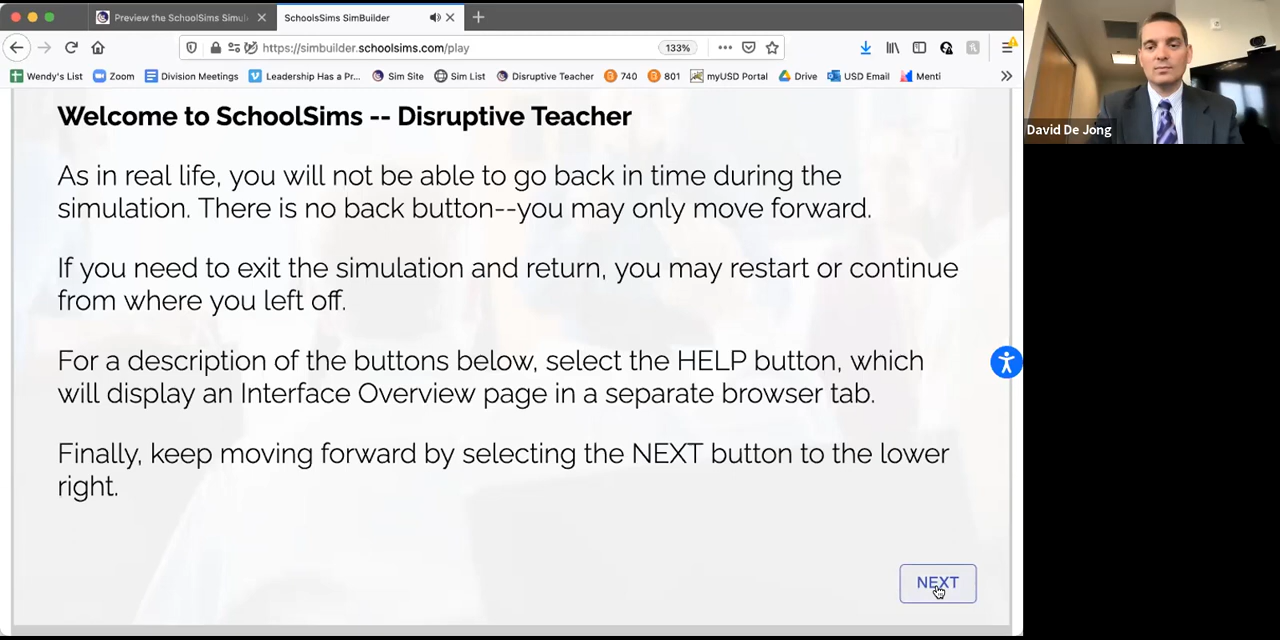 Preview the SchoolSims Simul
SchoolsSims SimBuilder
https://simbuilder.schoolsims.com/play
133%
Wendy's List
Zoom
Division Meetings
Leadership Has a Pr...
Sim Site
Sim List
Disruptive Teacher
740
801
myUSD Portal
Drive
USD Email
Menti
David De Jong
Welcome to SchoolSims -- Disruptive Teacher
As in real life, you will not be able to go back in time during the
simulation. There is no back button--you may only move forward.
If you need to exit the simulation and return, you may restart or continue
from where you left off.
For a description of the buttons below, select the HELP button, which
will display an Interface Overview page in a separate browser tab.
Finally, keep moving forward by selecting the NEXT button to the lower
right.
NEXT